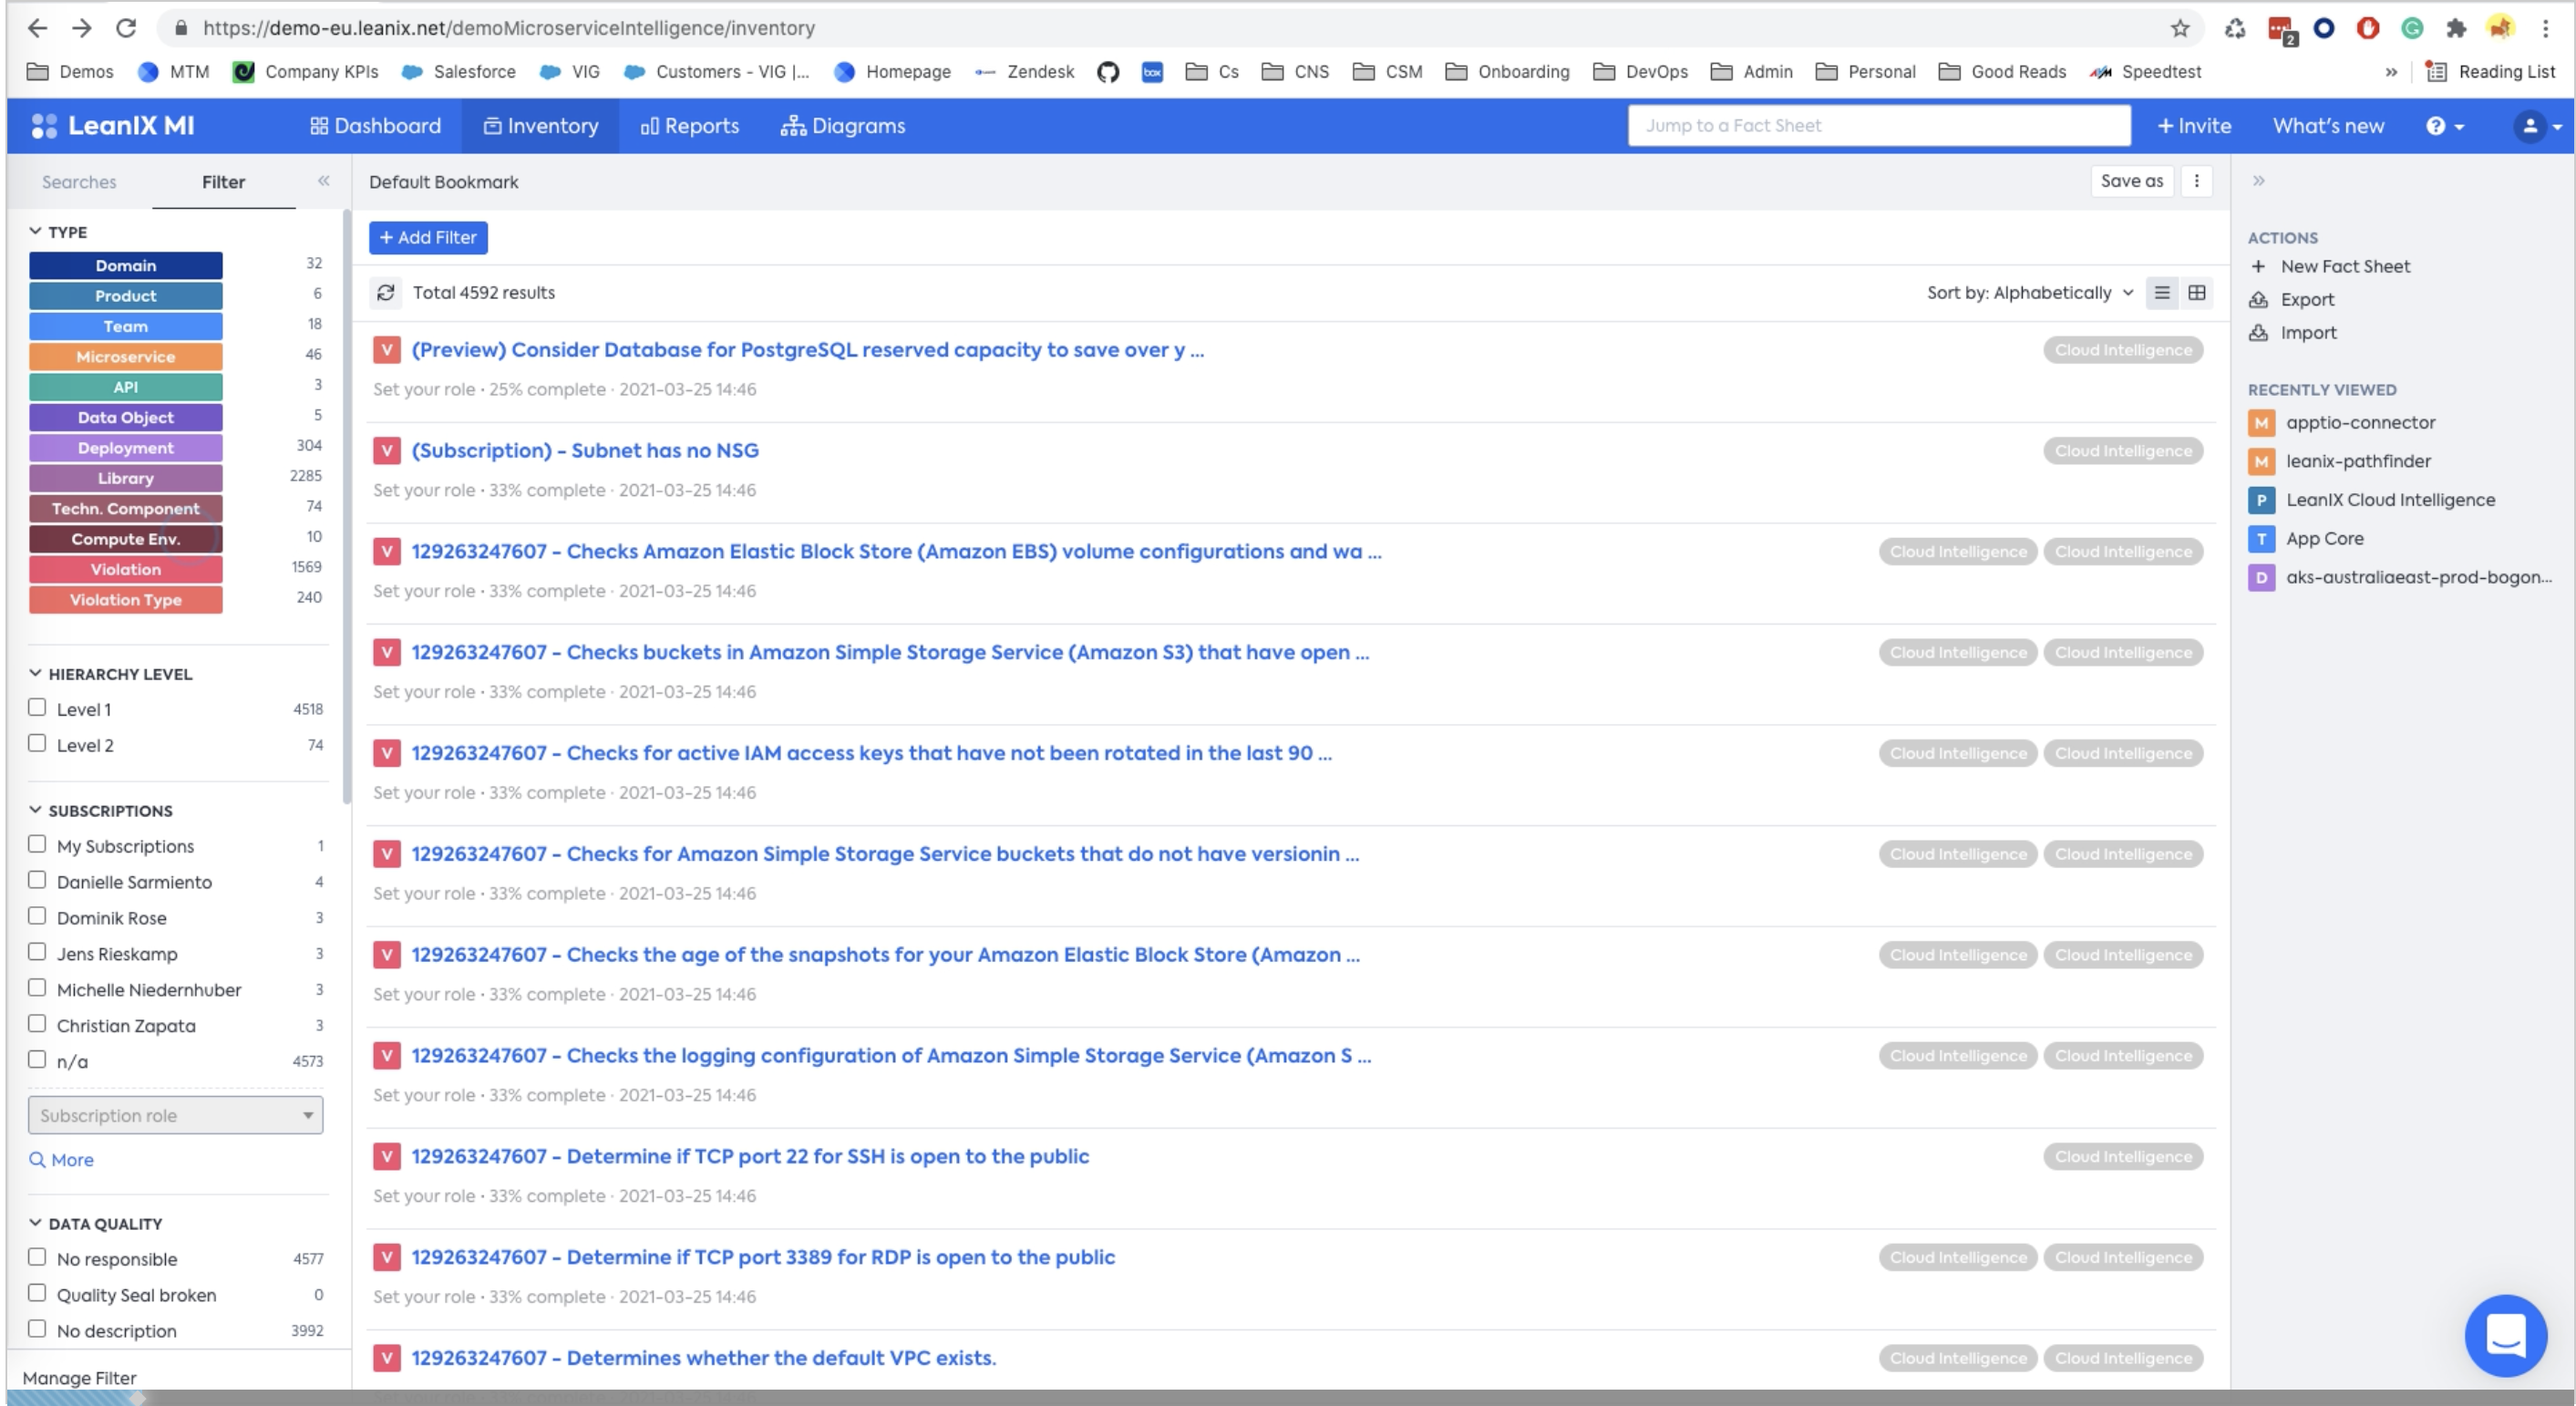 https://demo-eu.leanix.net/demoMicroserviceIntelligence/inventory
2
Demos MTM Company KPIs Salesforce VIG Customers - VIG |... Homepage Zendesk box Cs CNS CSM Onboarding DevOps Admin Personal Good Reads Speedtest » Reading List
LeanIX MI Dashboard Inventory Reports Diagrams Jump to a Fact Sheet + Invite What's new ?
Searches Filter « Default Bookmark Save as »
TYPE
Domain 32
Product 6
Team 18
Microservice 46
API 3
Data Object 5
Deployment 304
Library 2285
Techn. Component 74
Compute Env. 10
Violation 1569
Violation Type 240
HIERARCHY LEVEL
Level 1 4518
Level 2 74
SUBSCRIPTIONS
My Subscriptions 1
Danielle Sarmiento 4
Dominik Rose 3
Jens Rieskamp 3
Michelle Niedernhuber 3
Christian Zapata 3
n/a 4573
Subscription role
More
DATA QUALITY
No responsible 4577
Quality Seal broken 0
No description 3992
Manage Filter
+ Add Filter
Total 4592 results Sort by: Alphabetically
V (Preview) Consider Database for PostgreSQL reserved capacity to save over y ... Cloud Intelligence
Set your role • 25% complete · 2021-03-25 14:46
V (Subscription) - Subnet has no NSG Cloud Intelligence
Set your role • 33% complete · 2021-03-25 14:46
V 129263247607 - Checks Amazon Elastic Block Store (Amazon EBS) volume configurations and wa ... Cloud Intelligence Cloud Intelligence
Set your role • 33% complete · 2021-03-25 14:46
V 129263247607 - Checks buckets in Amazon Simple Storage Service (Amazon S3) that have open ... Cloud Intelligence Cloud Intelligence
Set your role • 33% complete · 2021-03-25 14:46
V 129263247607 - Checks for active IAM access keys that have not been rotated in the last 90 ... Cloud Intelligence Cloud Intelligence
Set your role • 33% complete · 2021-03-25 14:46
V 129263247607 - Checks for Amazon Simple Storage Service buckets that do not have versionin ... Cloud Intelligence Cloud Intelligence
Set your role • 33% complete · 2021-03-25 14:46
V 129263247607 - Checks the age of the snapshots for your Amazon Elastic Block Store (Amazon ... Cloud Intelligence Cloud Intelligence
Set your role • 33% complete · 2021-03-25 14:46
V 129263247607 - Checks the logging configuration of Amazon Simple Storage Service (Amazon S ... Cloud Intelligence Cloud Intelligence
Set your role • 33% complete · 2021-03-25 14:46
V 129263247607 - Determine if TCP port 22 for SSH is open to the public Cloud Intelligence
Set your role • 33% complete · 2021-03-25 14:46
V 129263247607 - Determine if TCP port 3389 for RDP is open to the public Cloud Intelligence Cloud Intelligence
Set your role • 33% complete · 2021-03-25 14:46
V 129263247607 - Determines whether the default VPC exists. Cloud Intelligence Cloud Intelligence
ACTIONS
+ New Fact Sheet
Export
Import
RECENTLY VIEWED
M apptio-connector
M leanix-pathfinder
P LeanIX Cloud Intelligence
T App Core
D aks-australiaeast-prod-bogon...